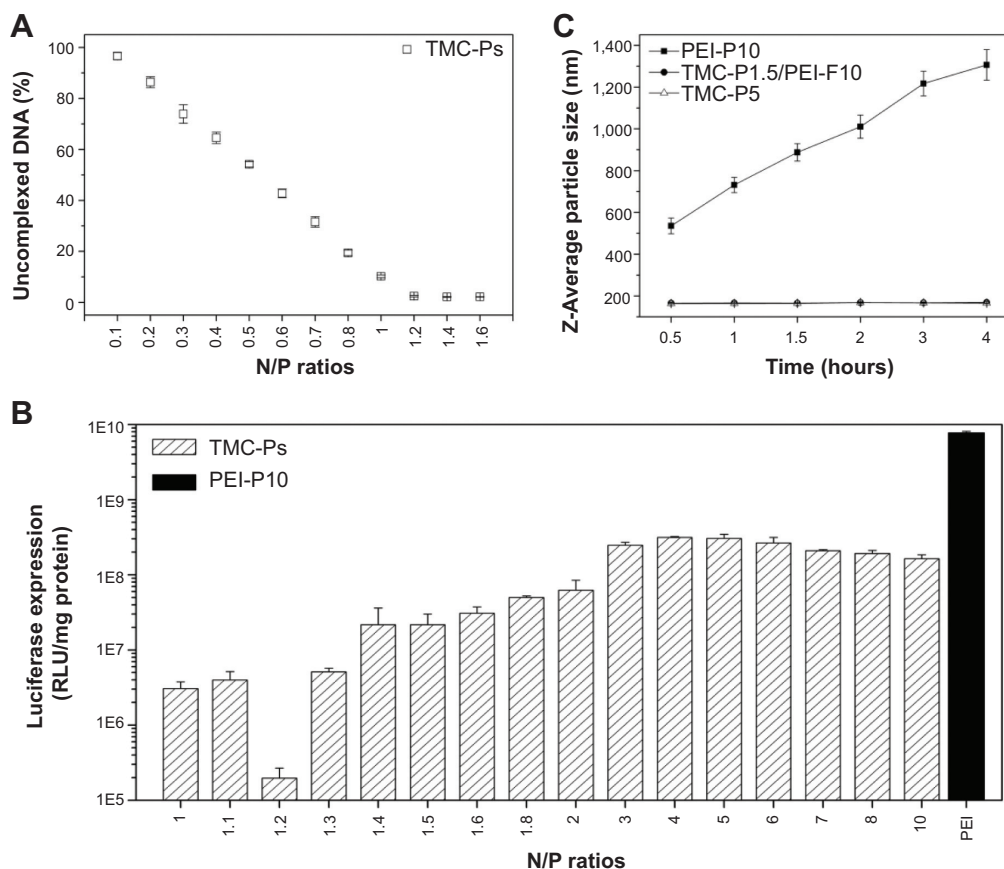 A
Uncomplexed DNA (%)
100
80
60
40
20
0
TMC-Ps
0.1
0.2
0.3
0.4
0.5
0.6
0.7
0.8
1
1.2
1.4
1.6
N/P ratios
C
Z-Average particle size (nm)
1,400
1,200
1,000
800
600
400
200
PEI-P10
TMC-P1.5/PEI-F10
TMC-P5
0.5
1
1.5
2
3
4
Time (hours)
B
Luciferase expression
(RLU/mg protein)
1E10
1E9
1E8
1E7
1E6
1E5
TMC-Ps
PEI-P10
1
1.1
1.2
1.3
1.4
1.5
1.6
1.8
2
3
4
5
6
7
8
10
PEI
N/P ratios